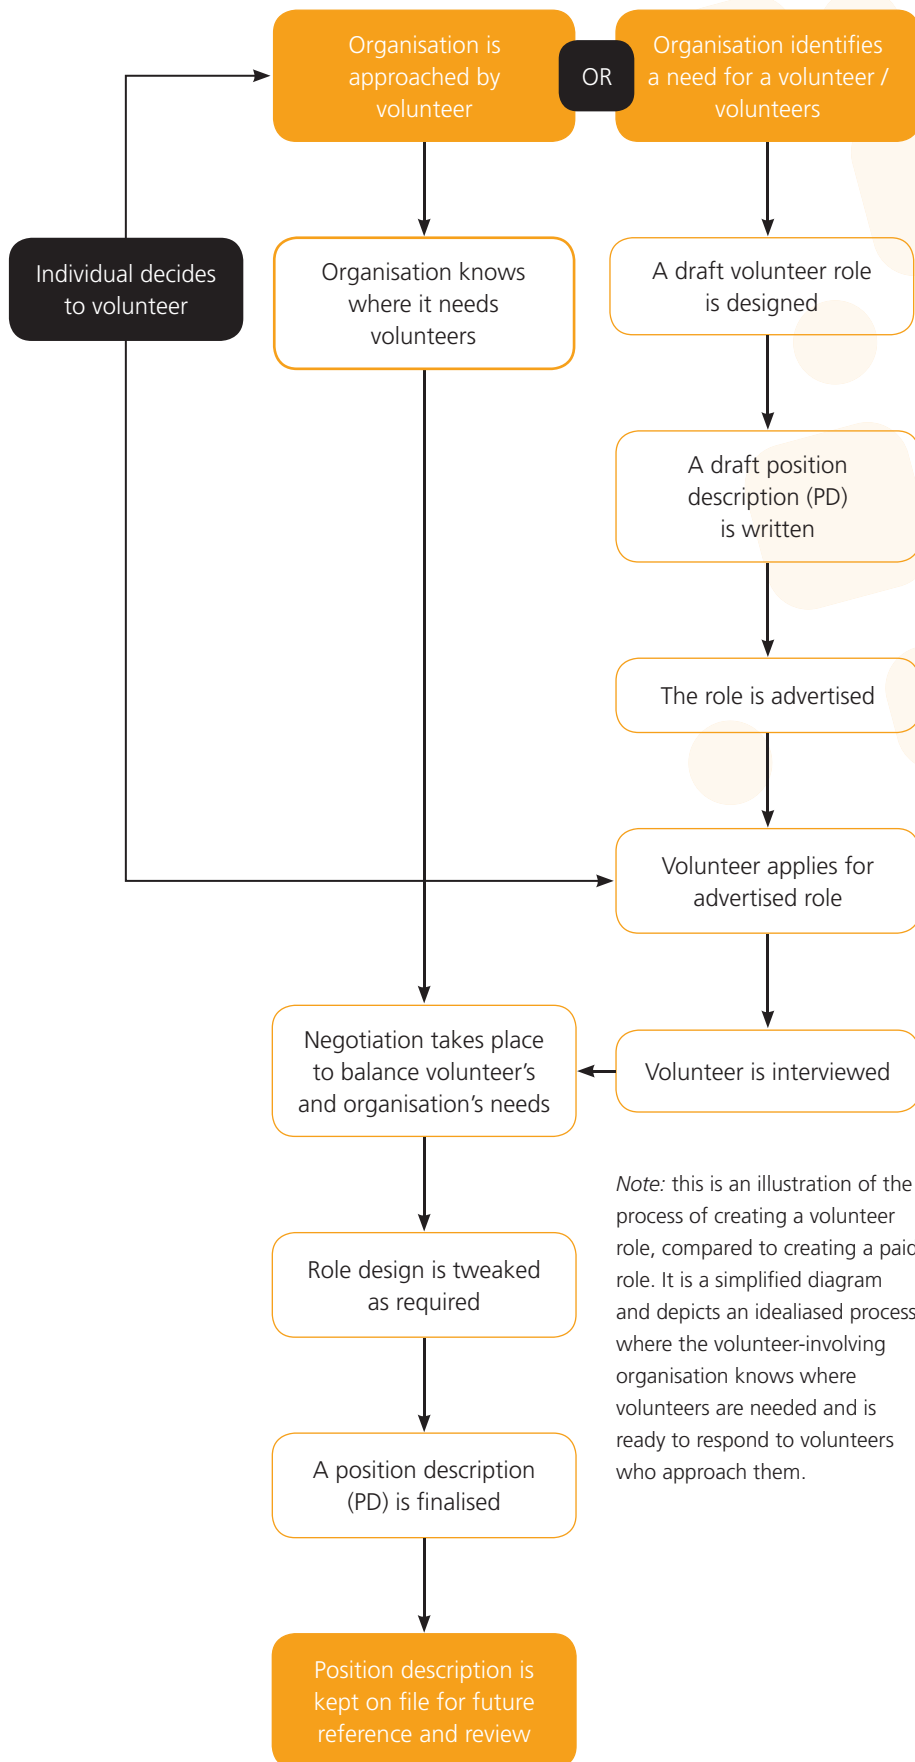 Organisation is
approached by
volunteer
OR
Organisation identifies
a need for a volunteer /
volunteers
Individual decides
to volunteer
Organisation knows
where it needs
volunteers
A draft volunteer role
is designed
A draft position
description (PD)
is written
The role is advertised
Volunteer applies for
advertised role
Negotiation takes place
to balance volunteer's
and organisation's needs
Volunteer is interviewed
Note: this is an illustration of the
process of creating a volunteer
role, compared to creating a paid
role. It is a simplified diagram
and depicts an idealiased process
where the volunteer-involving
organisation knows where
volunteers are needed and is
ready to respond to volunteers
who approach them.
Role design is tweaked
as required
A position description
(PD) is finalised
Position description is
kept on file for future
reference and review